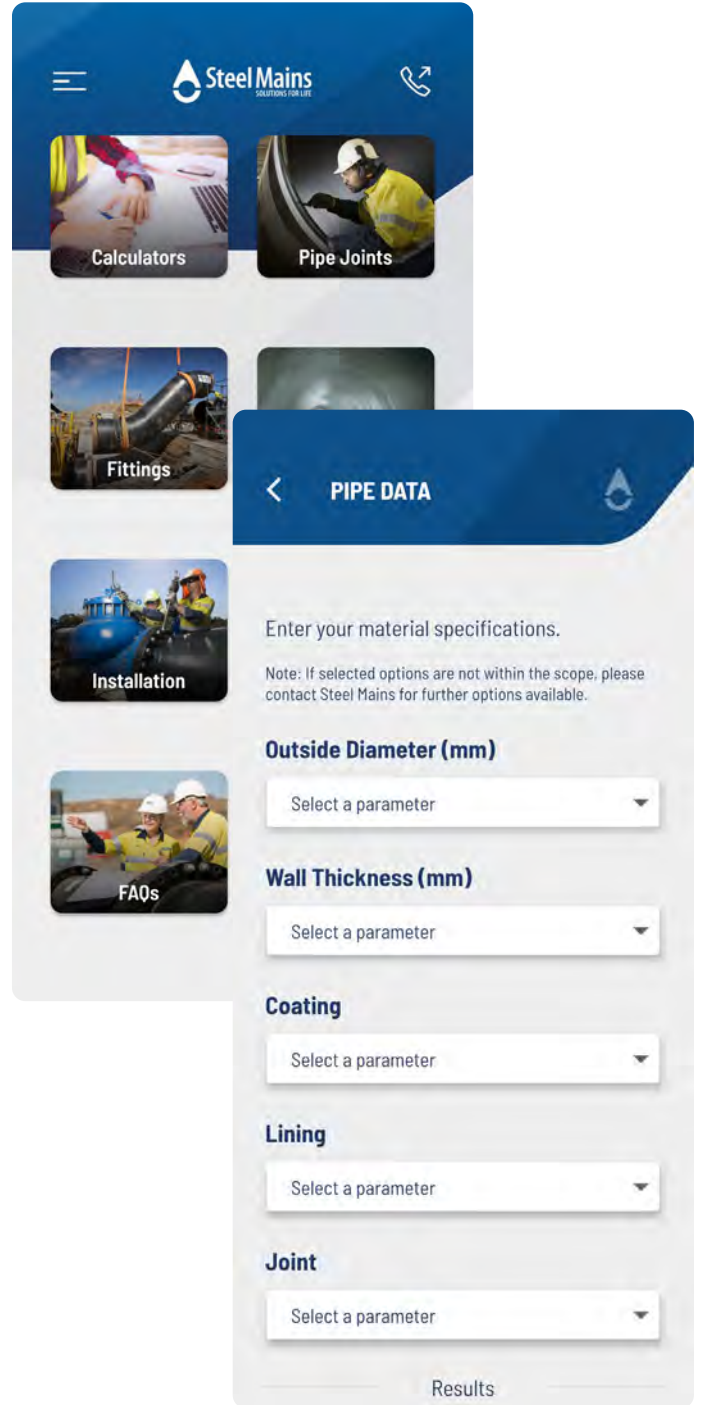 Steel Mains
SOLUTIONS FOR LIFE
Calculators
Pipe Joints
Fittings
Installation
FAQs
PIPE DATA
Enter your material specifications.
Note: If selected options are not within the scope, please
contact Steel Mains for further options available.
Outside Diameter (mm)
Select a parameter
Wall Thickness (mm)
Select a parameter
Coating
Select a parameter
Lining
Select a parameter
Joint
Select a parameter
Results